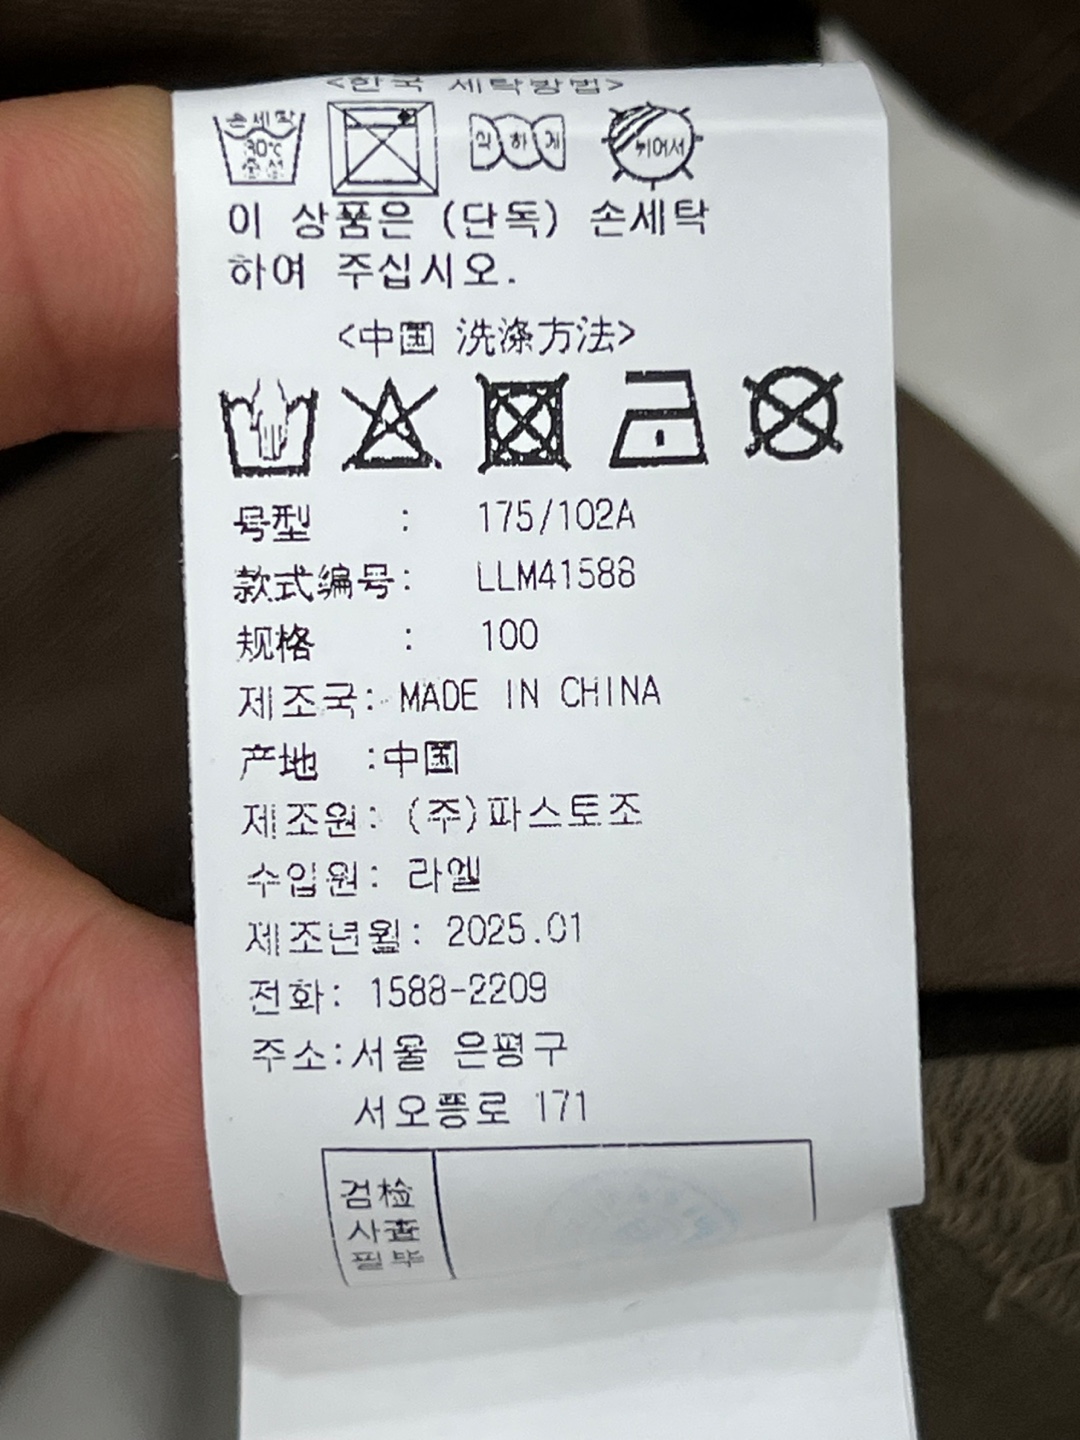 <한국 세탁방법>
손세탁 약하게 뉘어서
30℃
중성
이 상품은 (단독) 손세탁
하여 주십시오.
<中国 洗涤方法>
号型 : 175/102A
款式编号: LLM41588
规格 : 100
제조국: MADE IN CHINA
产地 :中国
제조원: (주)파스토조
수입원: 라엘
제조년월: 2025.01
전화: 1588-2209
주소:서울 은평구
서오릉로 171
검检
사查
필毕